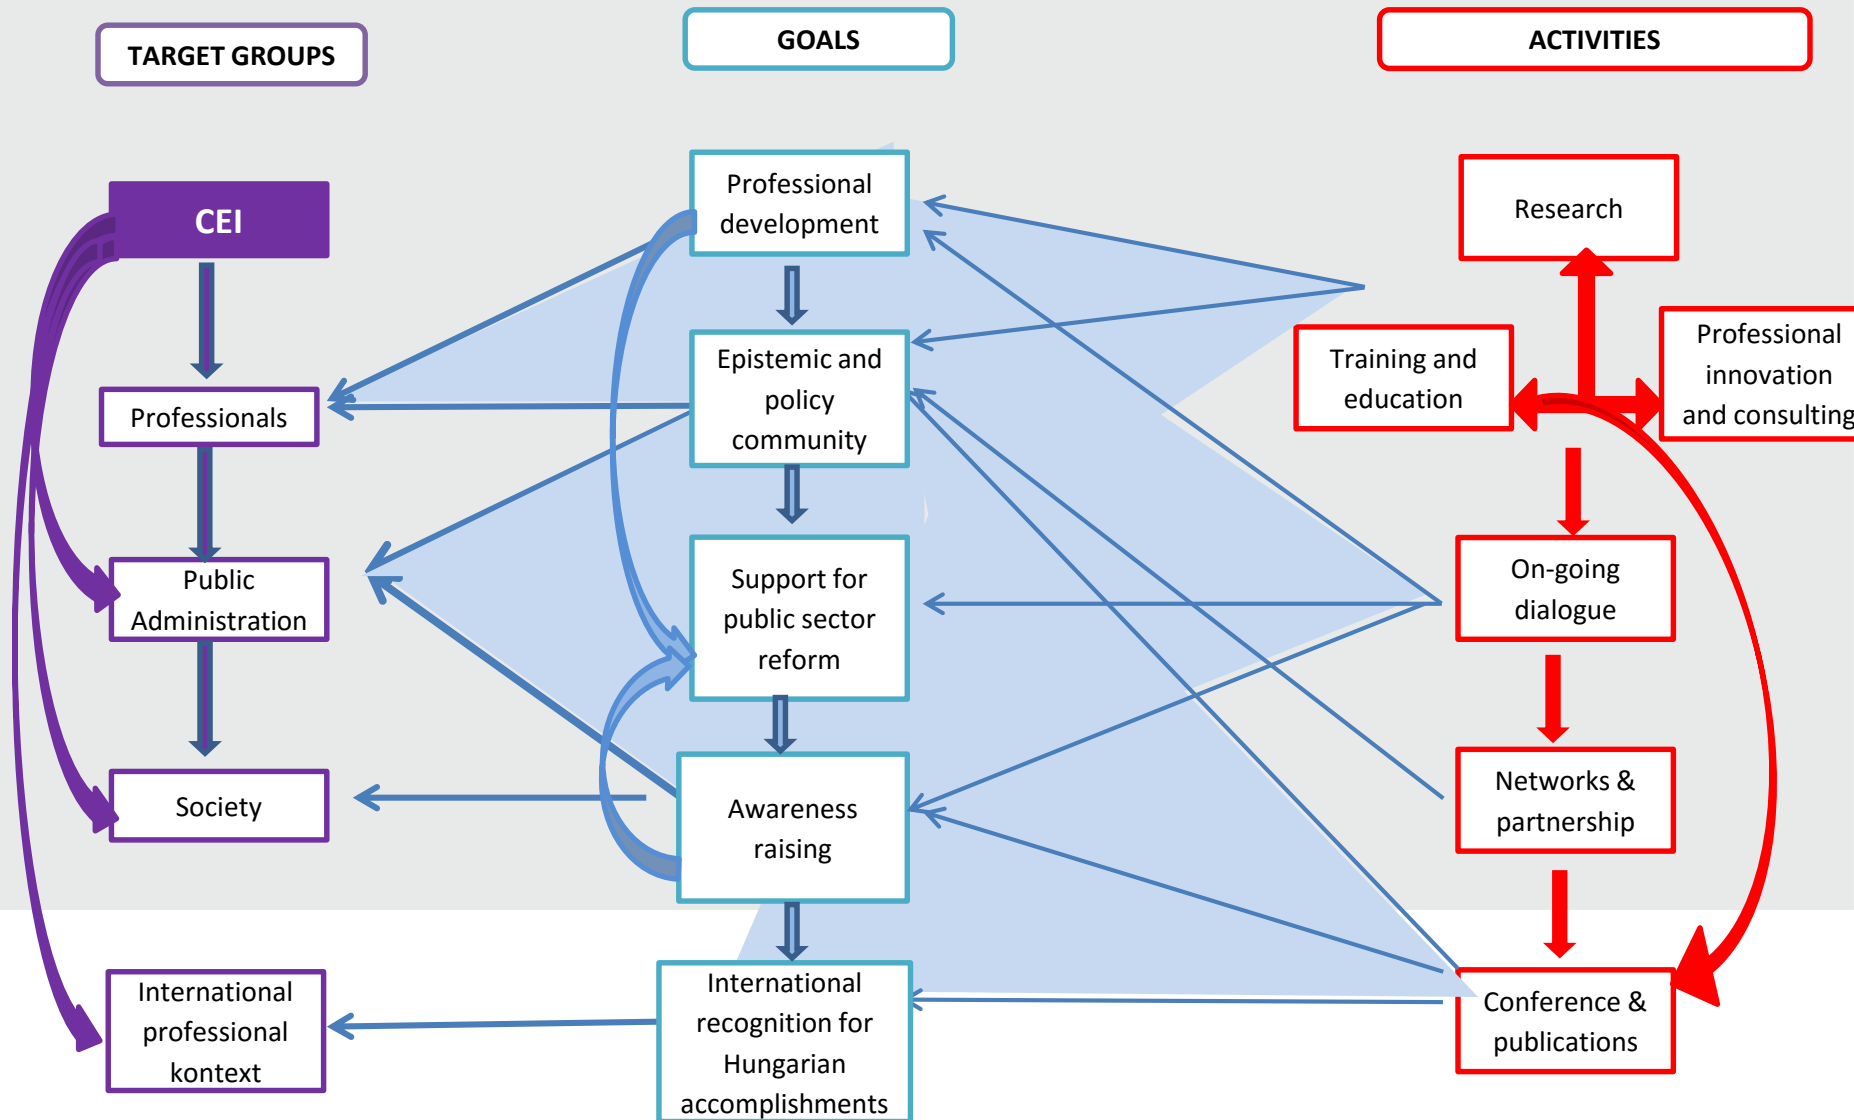 TARGET GROUPS
GOALS
ACTIVITIES
CEI
Professionals
Public
Administration
Society
International
professional
kontext
Professional
development
Epistemic and
policy
community
Support for
public sector
reform
Awareness
raising
International
recognition for
Hungarian
accomplishments
Research
Training and
education
Professional
innovation
and consulting
On-going
dialogue
Networks &
partnership
Conference &
publications